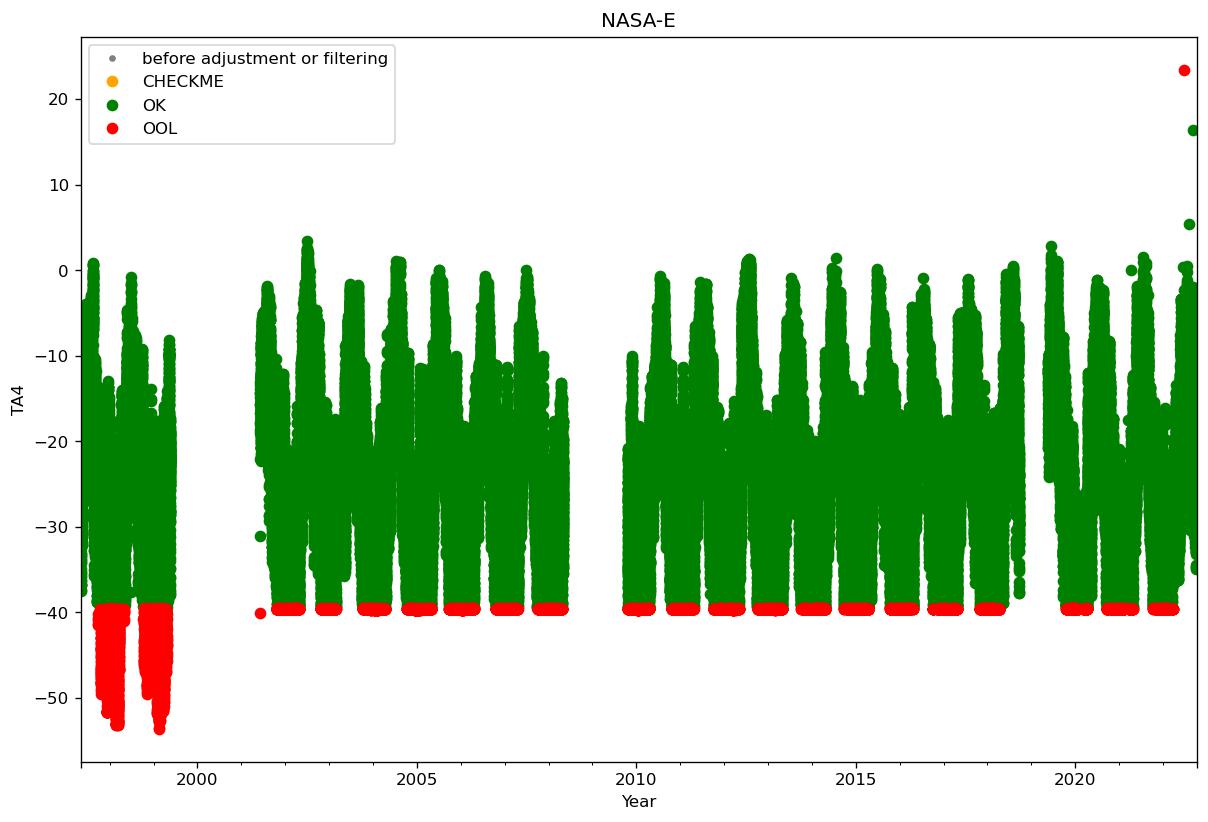 NASA-E
before adjustment or filtering
CHECKME
OK
OOL
20
10
0
−10
−20
−30
−40
−50
TA4
2000 2005 2010 2015 2020
Year